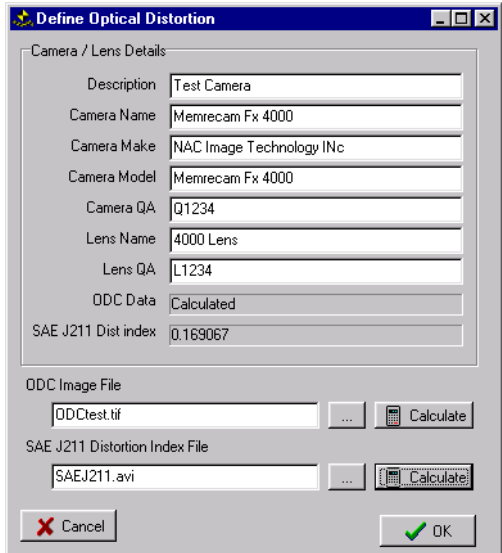 Define Optical Distortion
Camera / Lens Details
Description Test Camera
Camera Name Memrecam Fx 4000
Camera Make NAC Image Technology INc
Camera Model Memrecam Fx 4000
Camera QA Q1234
Lens Name 4000 Lens
Lens QA L1234
ODC Data Calculated
SAE J211 Dist index 0.169067
ODC Image File
ODCtest.tif ... Calculate
SAE J211 Distortion Index File
SAEJ211.avi ... Calculate
Cancel OK